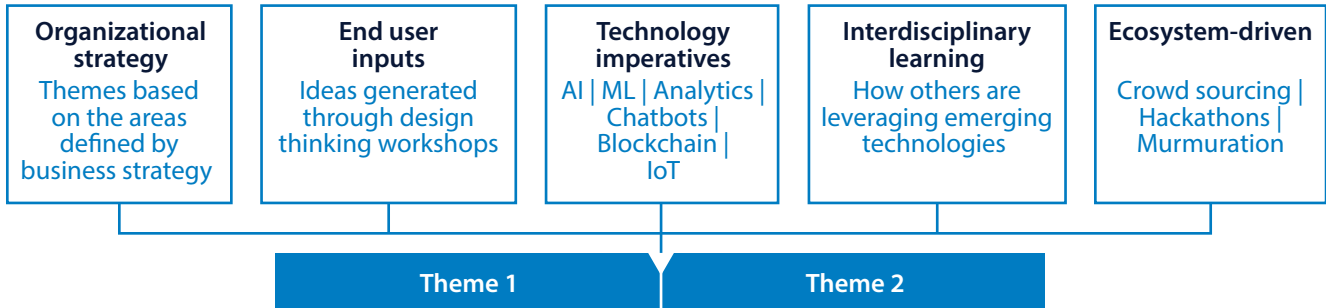 Organizational
strategy
Themes based
on the areas
defined by
business strategy
End user
inputs
Ideas generated
through design
thinking workshops
Technology
imperatives
AI | ML | Analytics |
Chatbots |
Blockchain |
IoT
Interdisciplinary
learning
How others are
leveraging emerging
technologies
Ecosystem-driven
Crowd sourcing |
Hackathons |
Murmuration
Theme 1
Theme 2